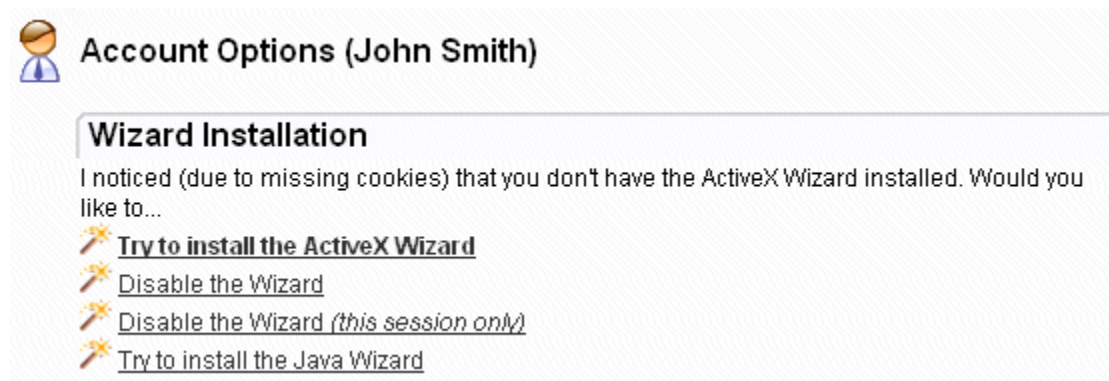 Account Options (John Smith)
Wizard Installation
I noticed (due to missing cookies) that you don't have the ActiveX Wizard installed. Would you
like to...
Try to install the ActiveX Wizard
Disable the Wizard
Disable the Wizard (this session only)
Try to install the Java Wizard